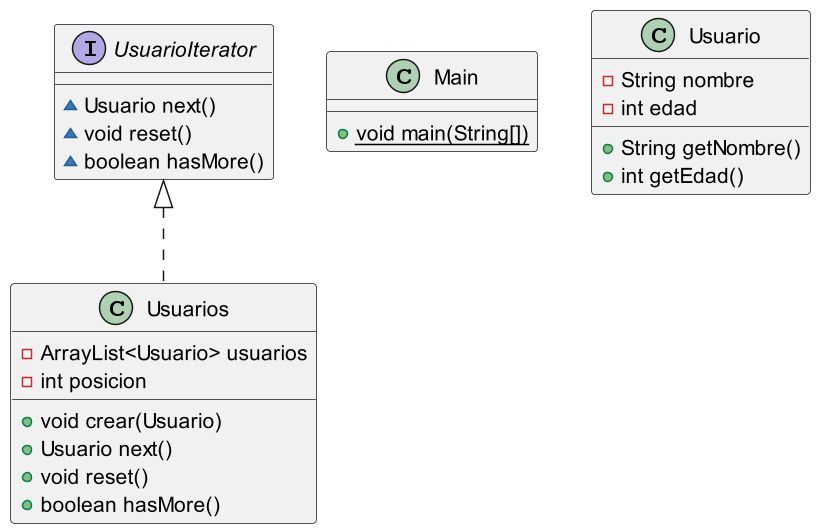 I UsuarioIterator
Usuario next()
void reset()
boolean hasMore()
C Main
void main(String[])
C Usuario
String nombre
int edad
String getNombre()
int getEdad()
C Usuarios
ArrayList<Usuario> usuarios
int posicion
void crear(Usuario)
Usuario next()
void reset()
boolean hasMore()